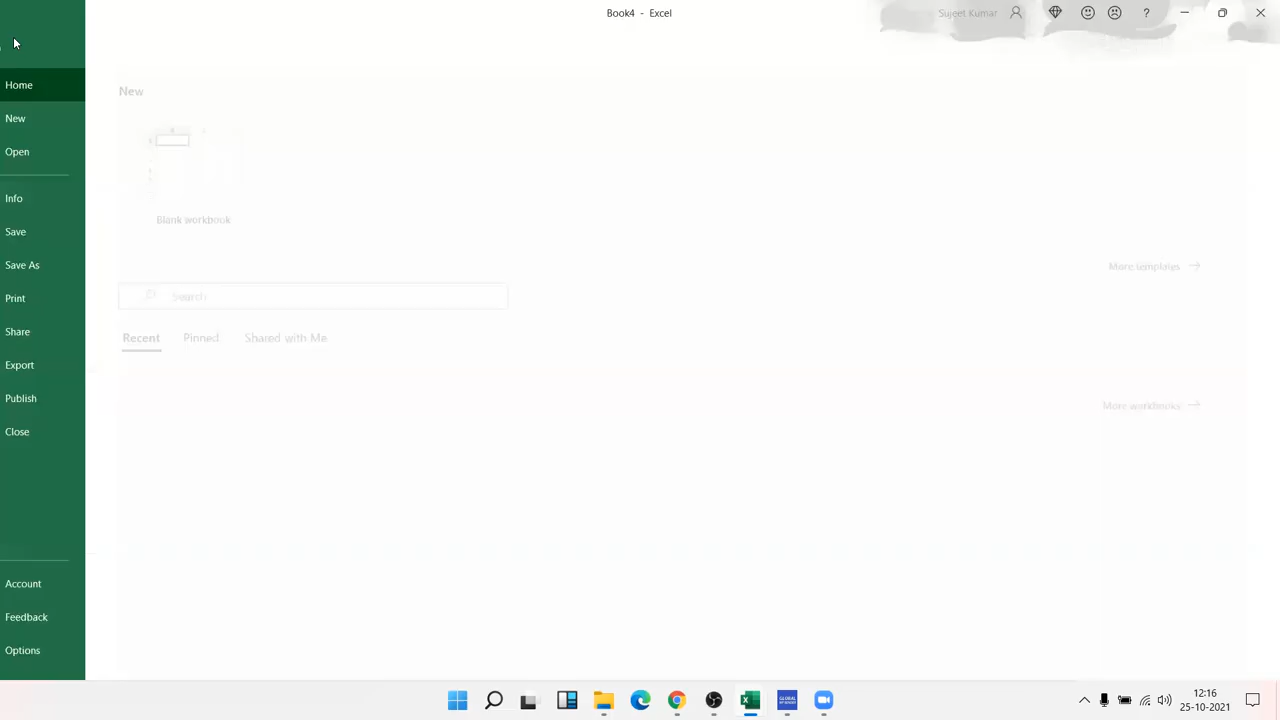 Book4 - Excel
Sujeet Kumar
?
Home
New
Open
Info
Save
Save As
Print
Share
Export
Publish
Close
Account
Feedback
Options
New
Blank workbook
More templates
Search
Recent
Pinned
Shared with Me
More workbooks
GLOBAL
12:16
25-10-2021